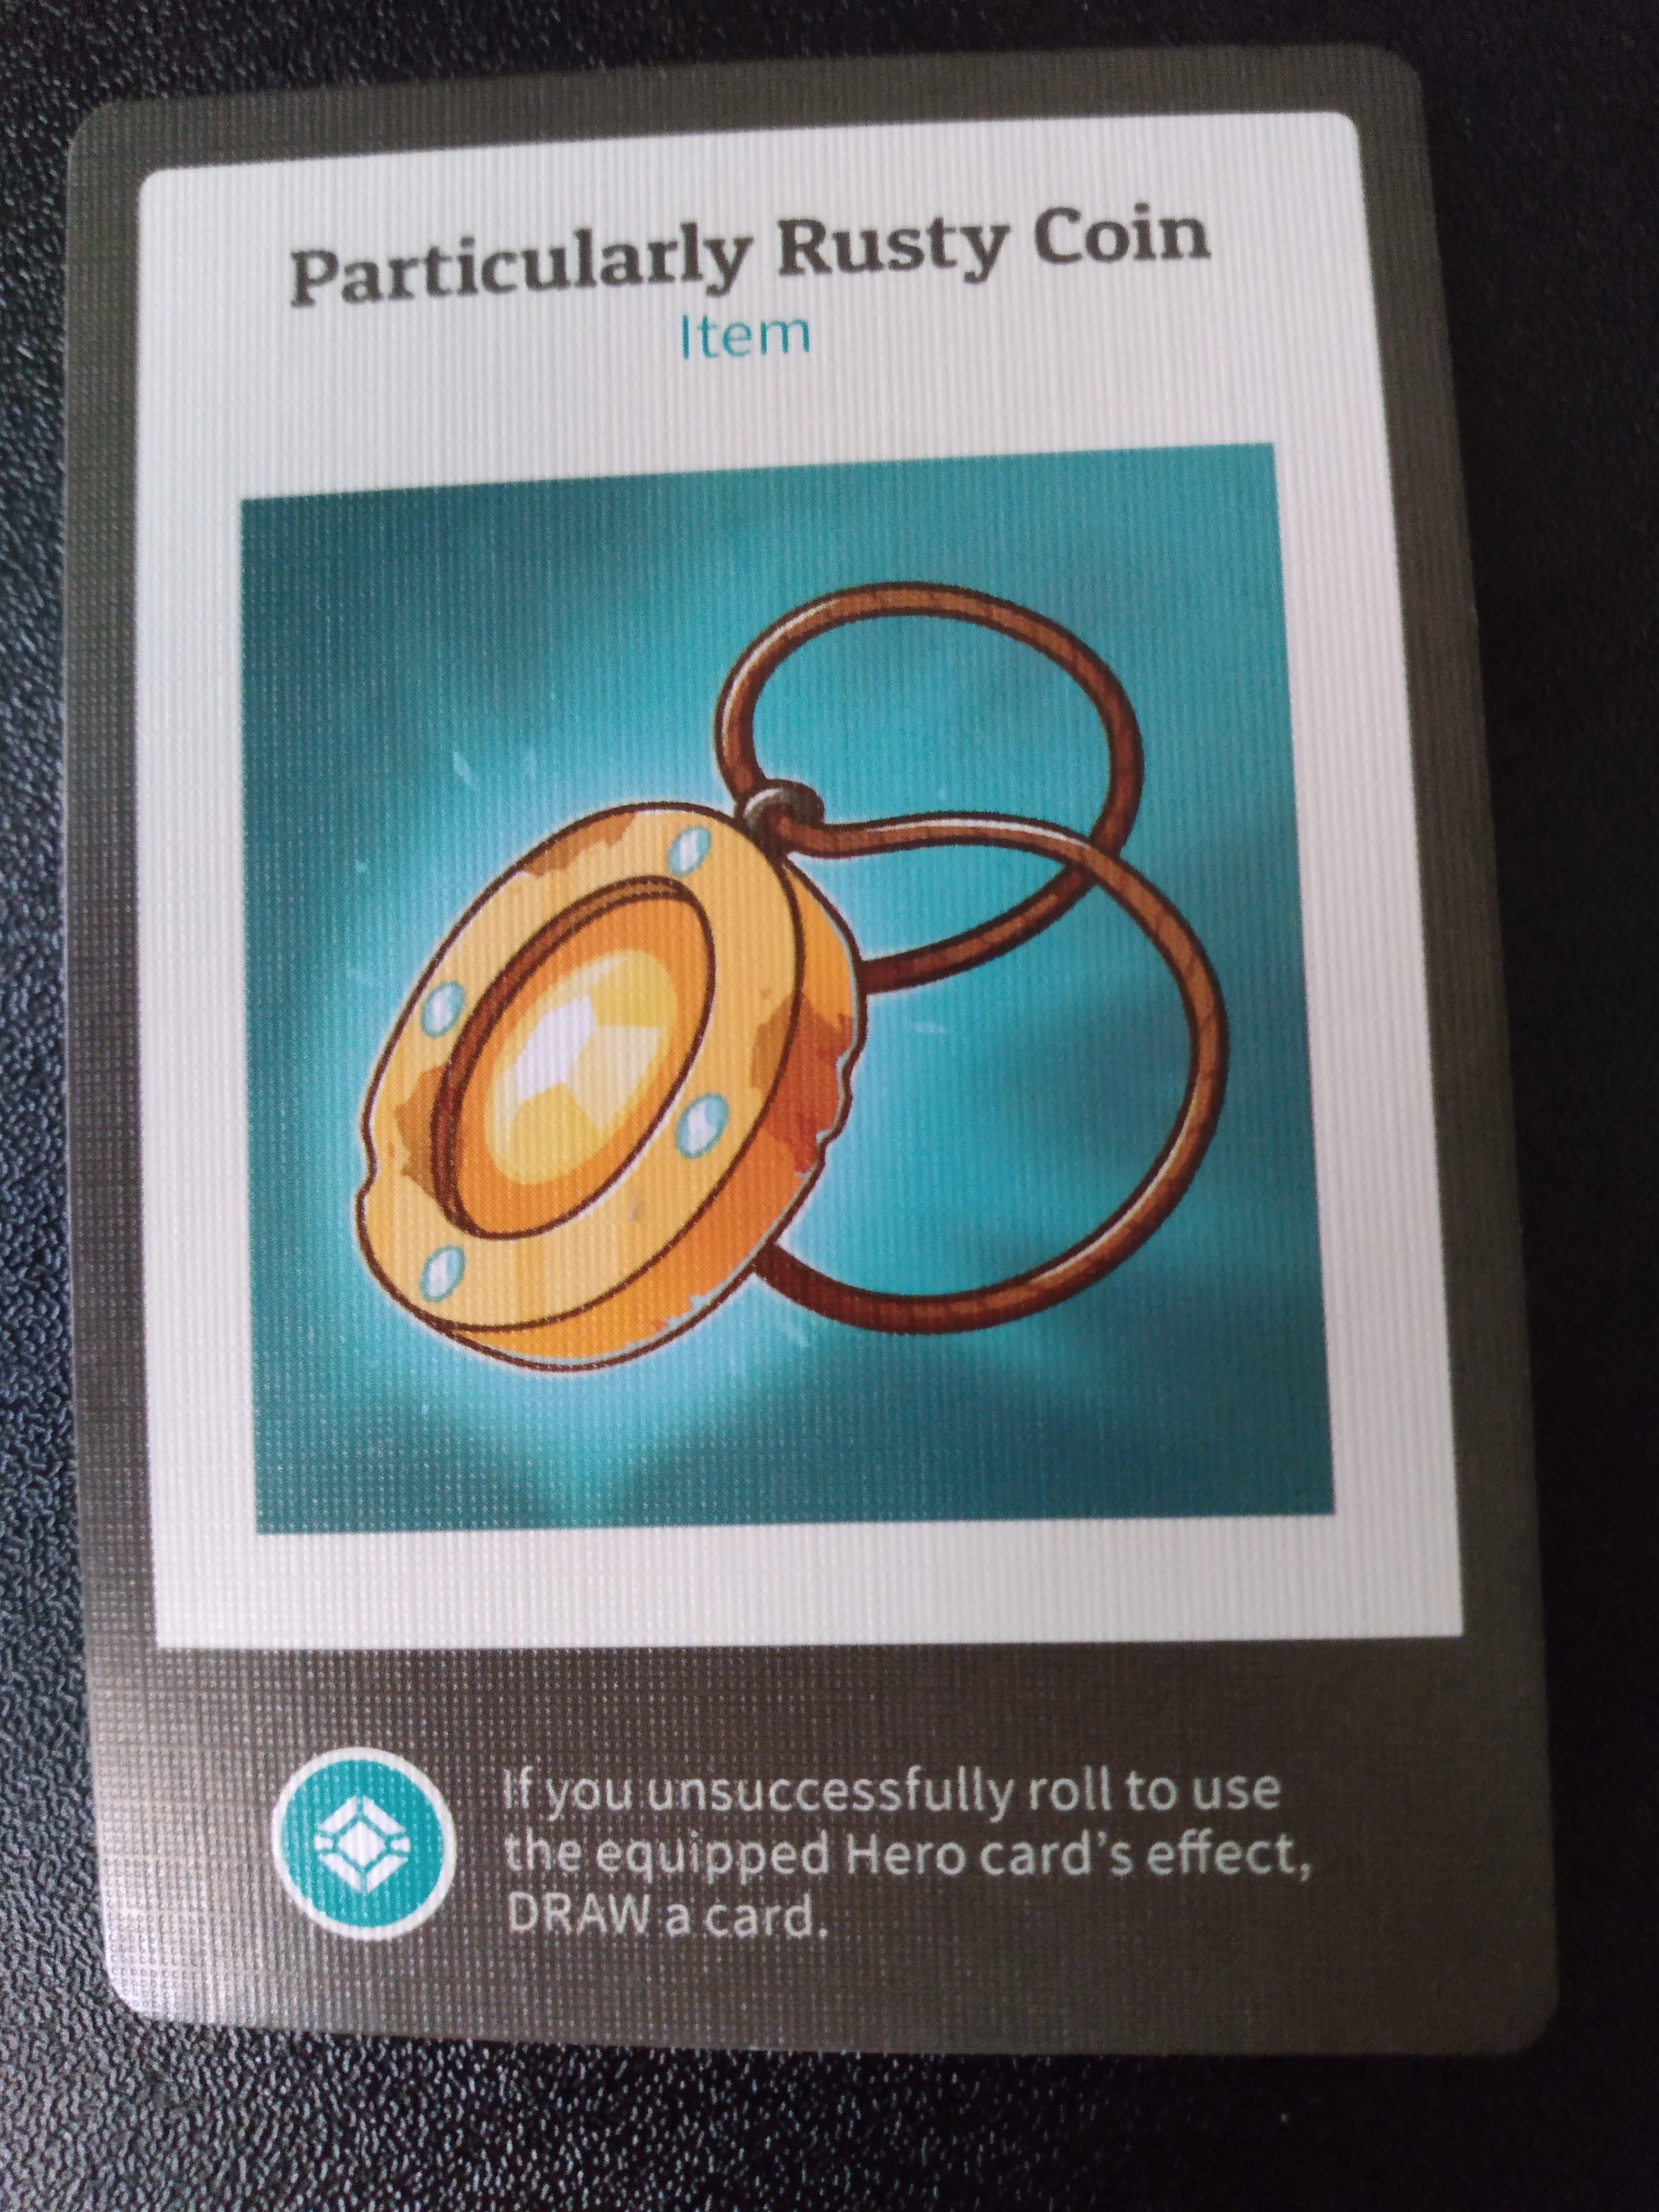 Particularly Rusty Coin
Item
If you unsuccessfully roll to use
the equipped Hero card’s effect,
DRAW a card.